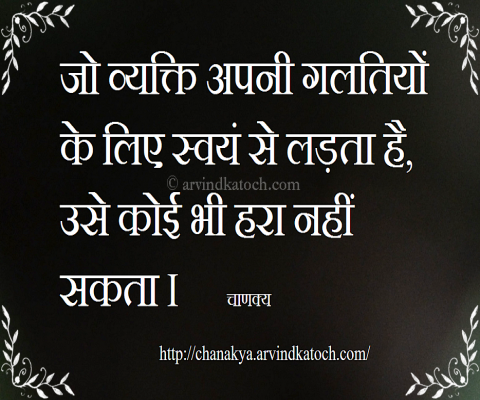 जो व्यक्ति अपनी गलतियों
के लिए स्वयं से लड़ता है,
© arvindkatoch.com
उसे कोई भी हरा नहीं
सकता I चाणक्य
http://chanakya.arvindkatoch.com/